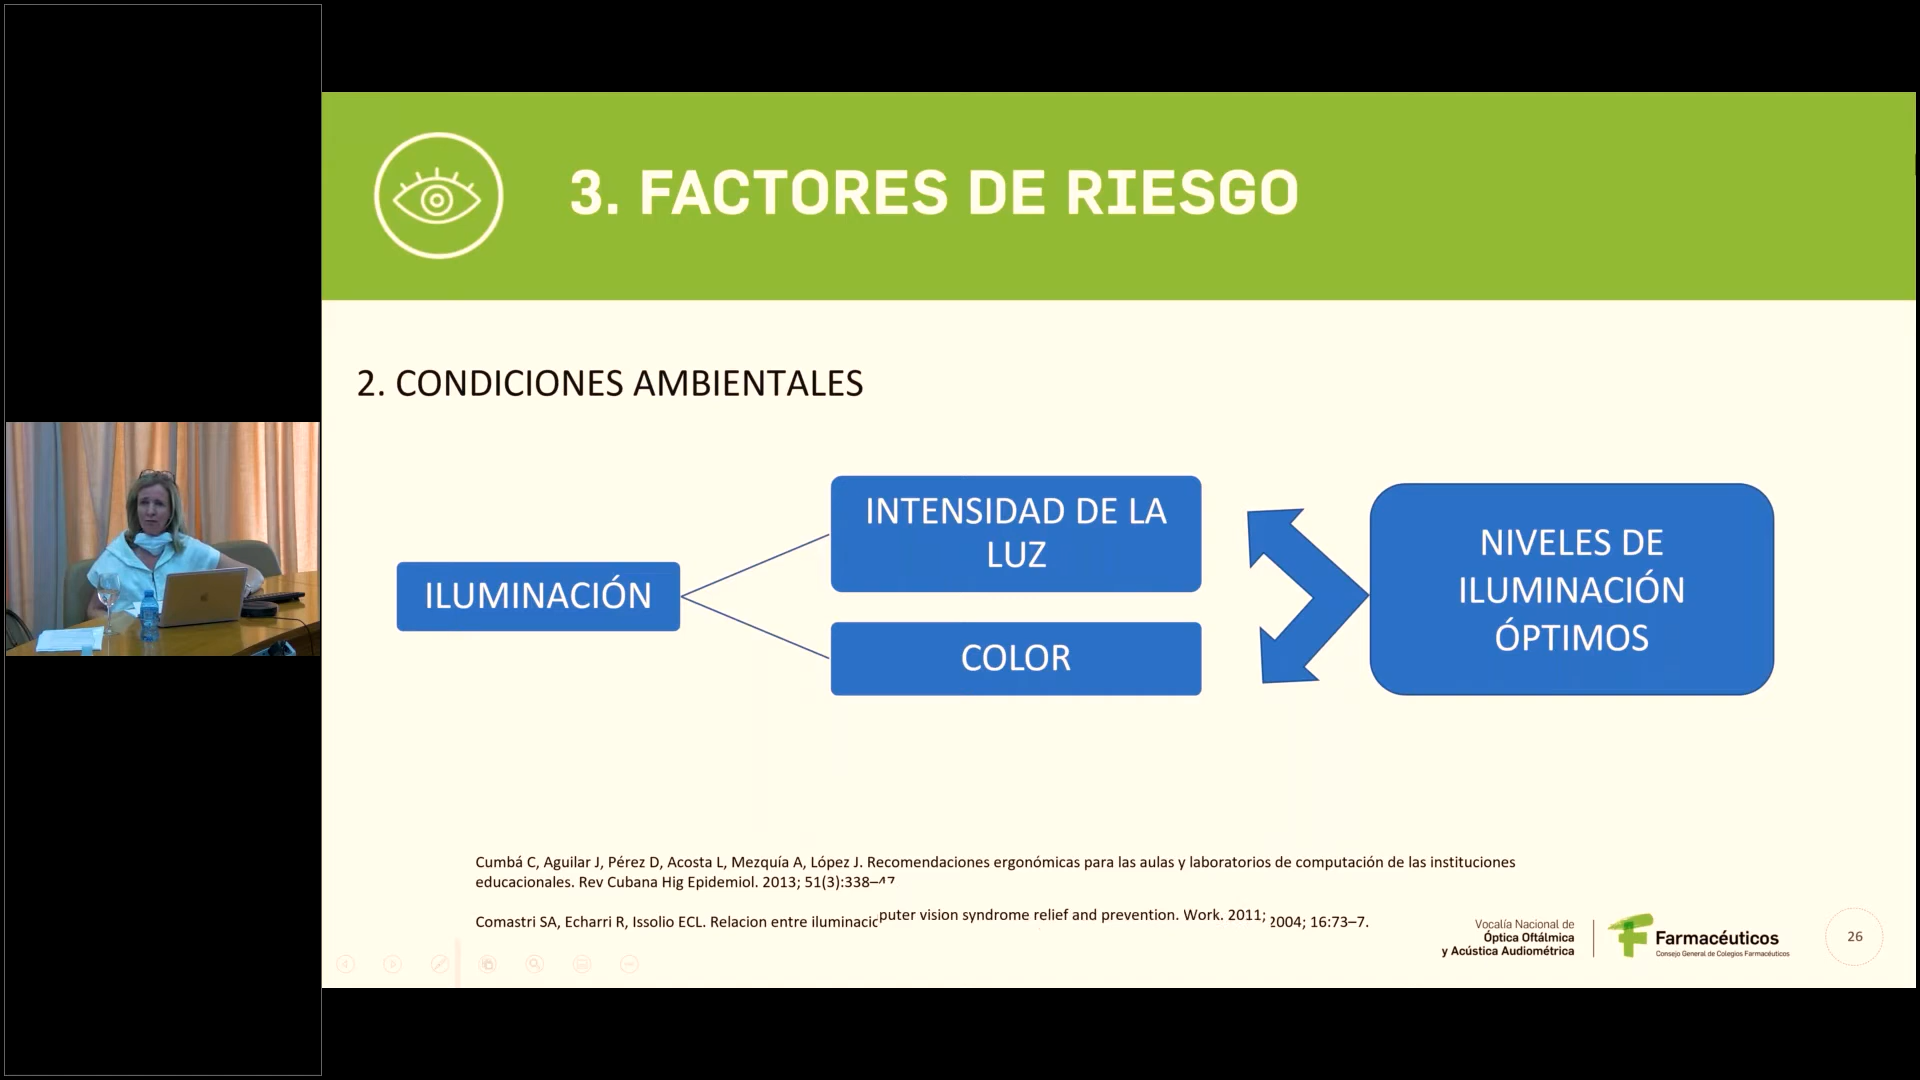 3. FACTORES DE RIESGO
2. CONDICIONES AMBIENTALES
ILUMINACIÓN
INTENSIDAD DE LA
LUZ
COLOR
NIVELES DE
ILUMINACIÓN
ÓPTIMOS
Cumbá C, Aguilar J, Pérez D, Acosta L, Mezquía A, López J. Recomendaciones ergonómicas para las aulas y laboratorios de computación de las instituciones
educacionales. Rev Cubana Hig Epidemiol. 2013; 51(3):338–47
Comastri SA, Echarri R, Issolio ECL. Relacion entre puter vision syndrome relief and prevention. Work. 2011; 2004; 16:73–7.
Vocalía Nacional de
Óptica Oftálmica
y Acústica Audiométrica
Farmacéuticos
Consejo General de Colegios Farmacéuticos
26